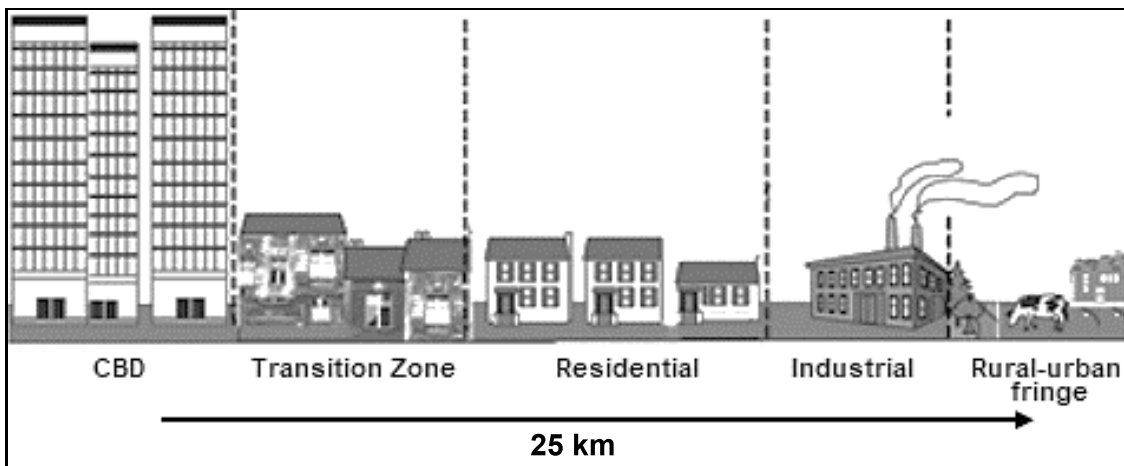 CBD
Transition Zone
Residential
Industrial
Rural-urban
fringe
25 km